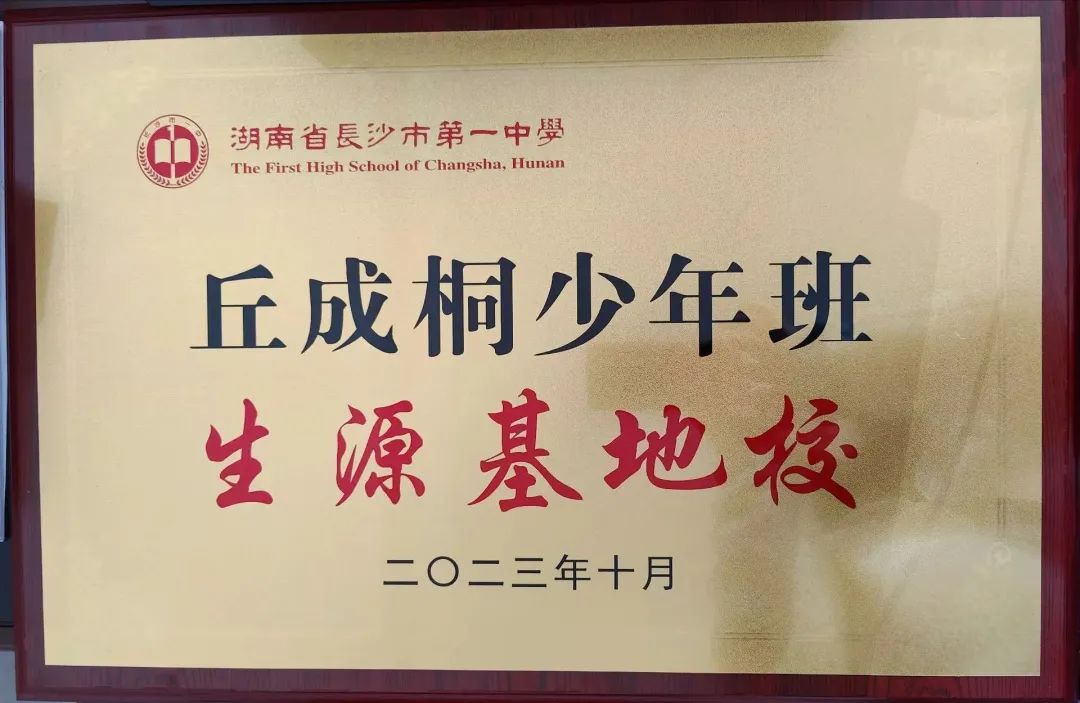 湖南省長沙市第一中學
The First High School of Changsha, Hunan
丘成桐少年班
生源基地校
二〇二三年十月